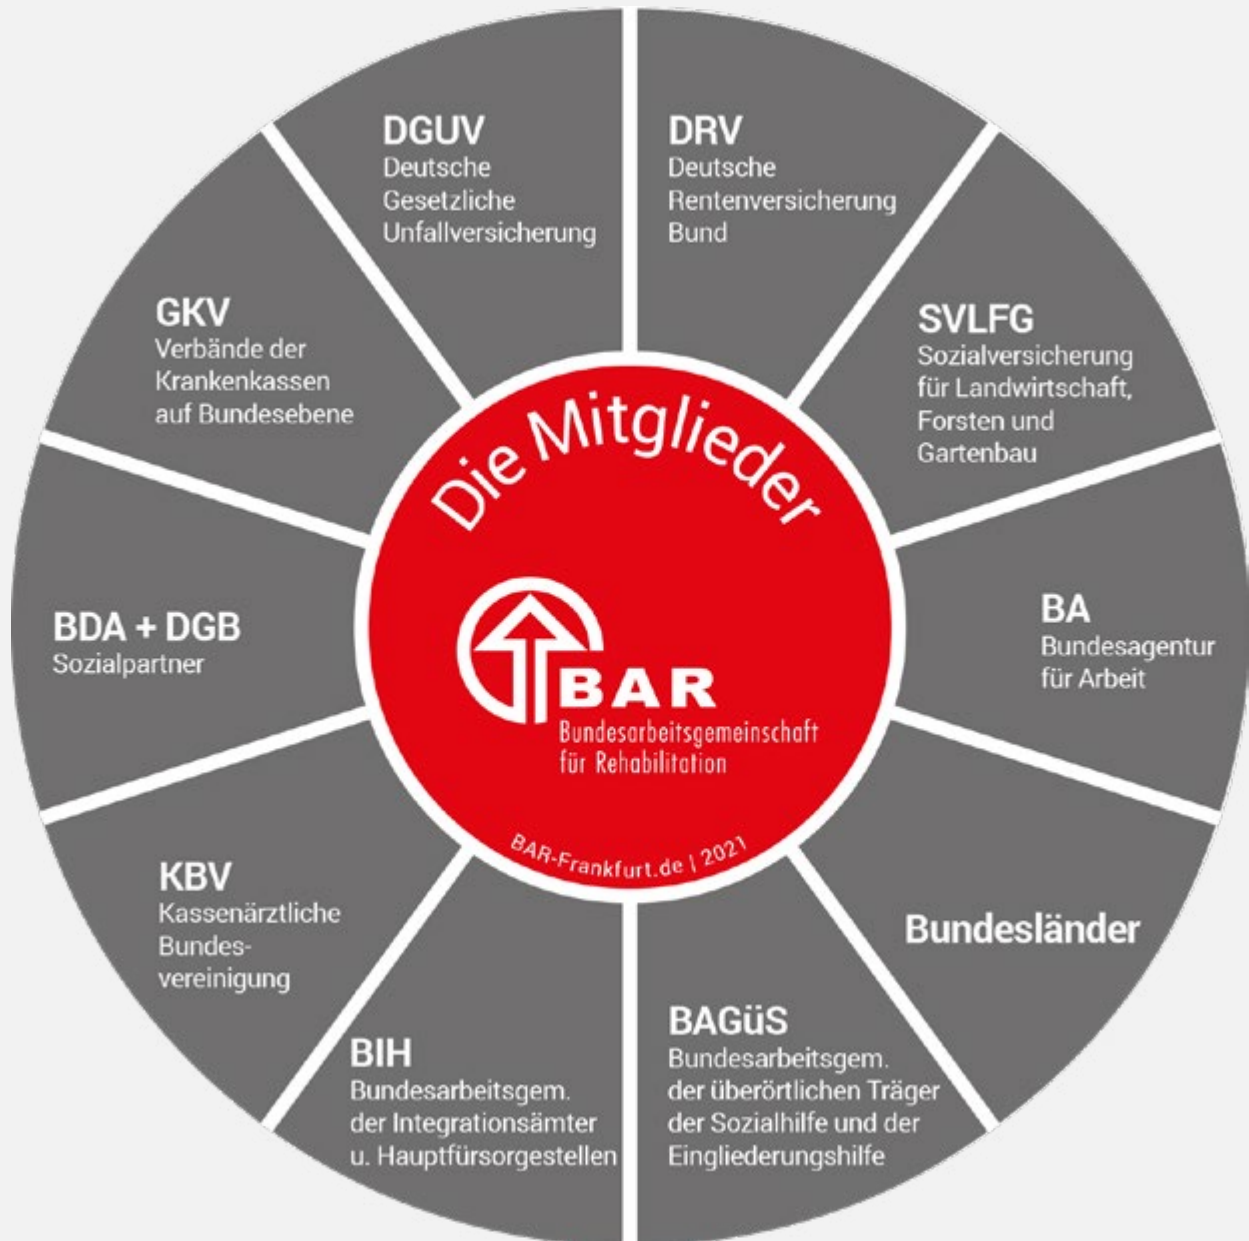 Die Mitglieder
BAR
Bundesarbeitsgemeinschaft
für Rehabilitation
BAR-Frankfurt.de | 2021
DRV
Deutsche
Rentenversicherung
Bund
SVLFG
Sozialversicherung
für Landwirtschaft,
Forsten und
Gartenbau
BA
Bundesagentur
für Arbeit
Bundesländer
BAGüS
Bundesarbeitsgem.
der überörtlichen Träger
der Sozialhilfe und der
Eingliederungshilfe
BIH
Bundesarbeitsgem.
der Integrationsämter
u. Hauptfürsorgestellen
KBV
Kassenärztliche
Bundes-
vereinigung
BDA + DGB
Sozialpartner
GKV
Verbände der
Krankenkassen
auf Bundesebene
DGUV
Deutsche
Gesetzliche
Unfallversicherung